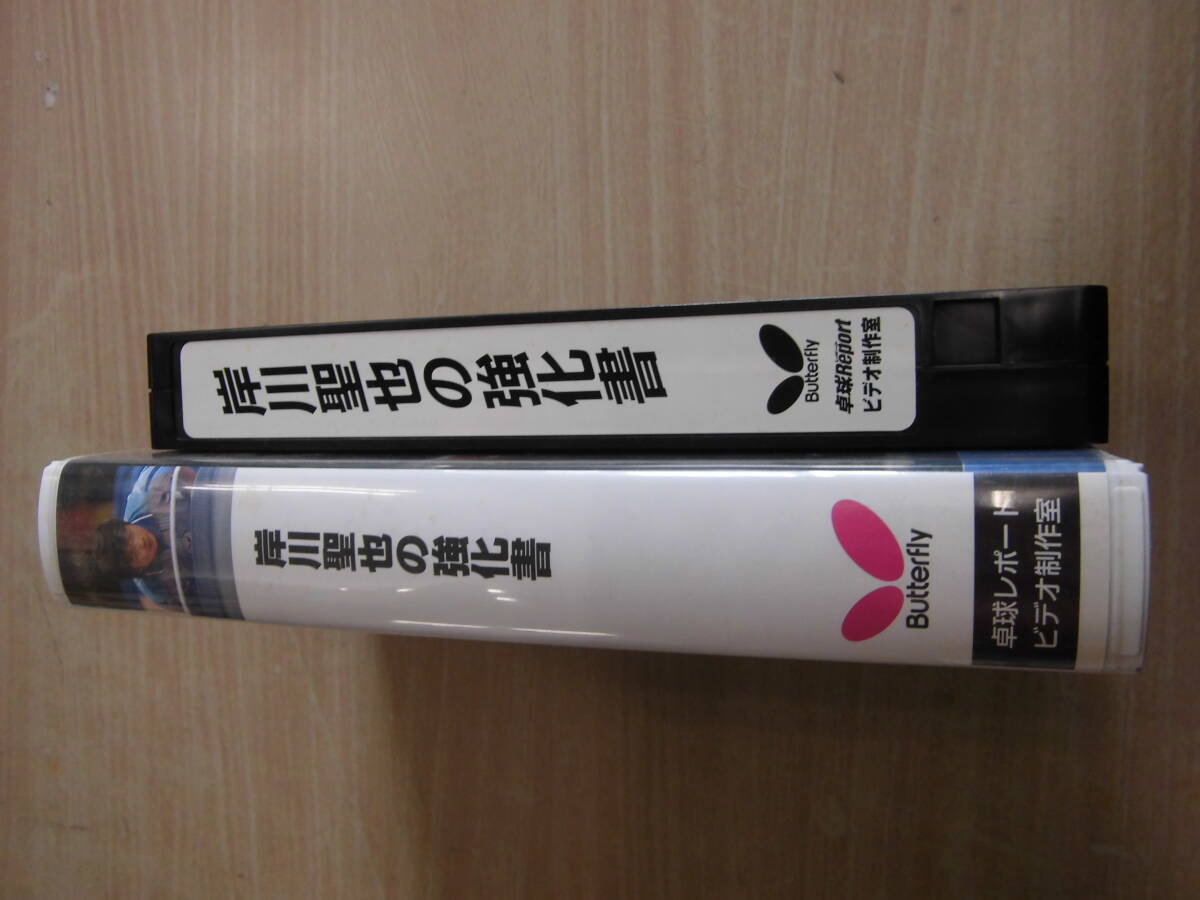 岸川聖也の強化書
Butterfly
卓球Report
ビデオ制作室
岸川聖也の強化書
Butterfly
卓球レポート
ビデオ制作室